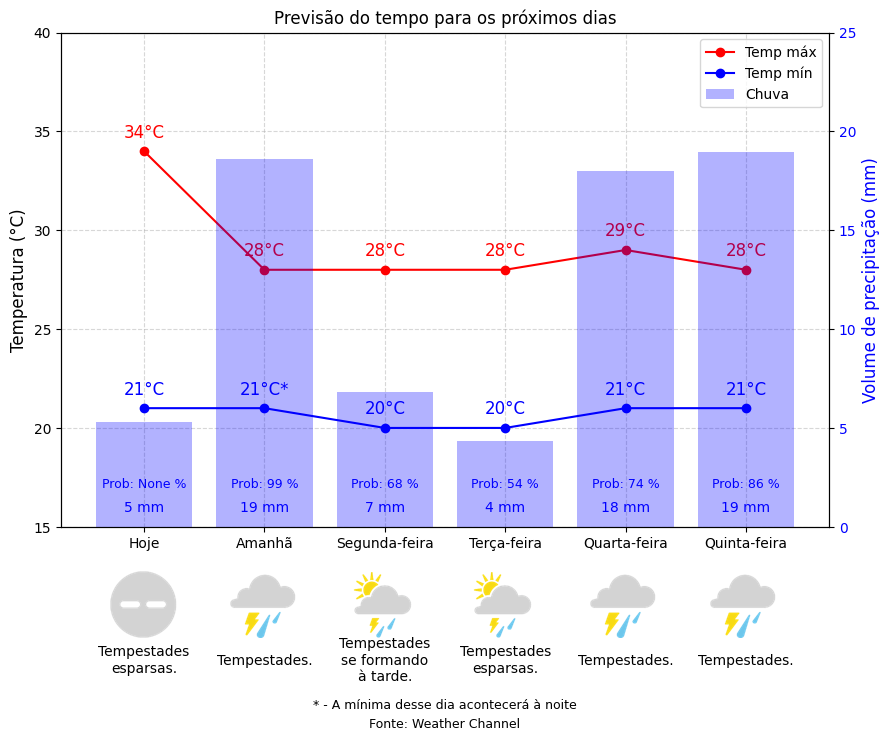 Previsão do tempo para os próximos dias
Temperatura (°C)
Volume de precipitação (mm)
40
35
30
25
20
15
25
20
15
10
5
0
Temp máx
Temp mín
Chuva
34°C
28°C
28°C
28°C
29°C
28°C
21°C
21°C*
20°C
20°C
21°C
21°C
Prob: None %
Prob: 99 %
Prob: 68 %
Prob: 54 %
Prob: 74 %
Prob: 86 %
5 mm
19 mm
7 mm
4 mm
18 mm
19 mm
Hoje
Amanhã
Segunda-feira
Terça-feira
Quarta-feira
Quinta-feira
Tempestades
esparsas.
Tempestades.
Tempestades
se formando
à tarde.
Tempestades
esparsas.
Tempestades.
Tempestades.
* - A mínima desse dia acontecerá à noite
Fonte: Weather Channel